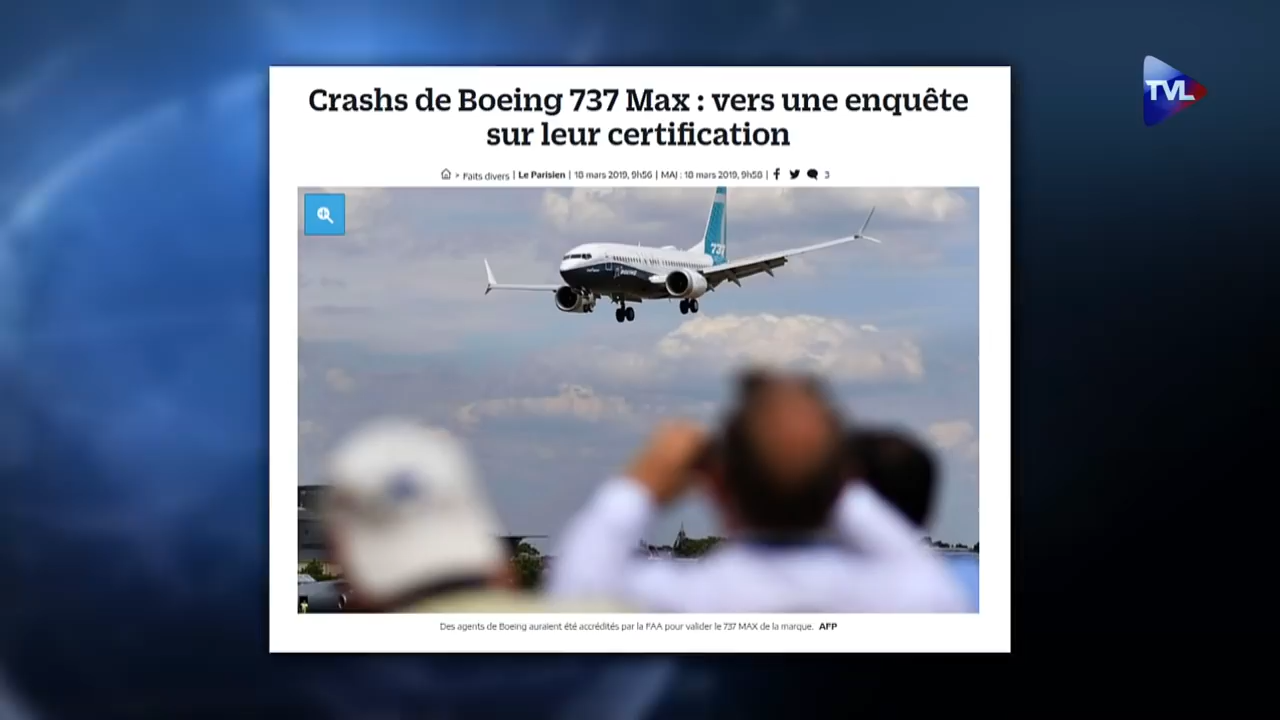 TVL
Crashs de Boeing 737 Max : vers une enquête
sur leur certification
> Faits divers | Le Parisien | 18 mars 2019, 9h56 | MAJ : 18 mars 2019, 9h58 | 3
737
BOEING
Des agents de Boeing auraient été accrédités par la FAA pour valider le 737 MAX de la marque. AFP